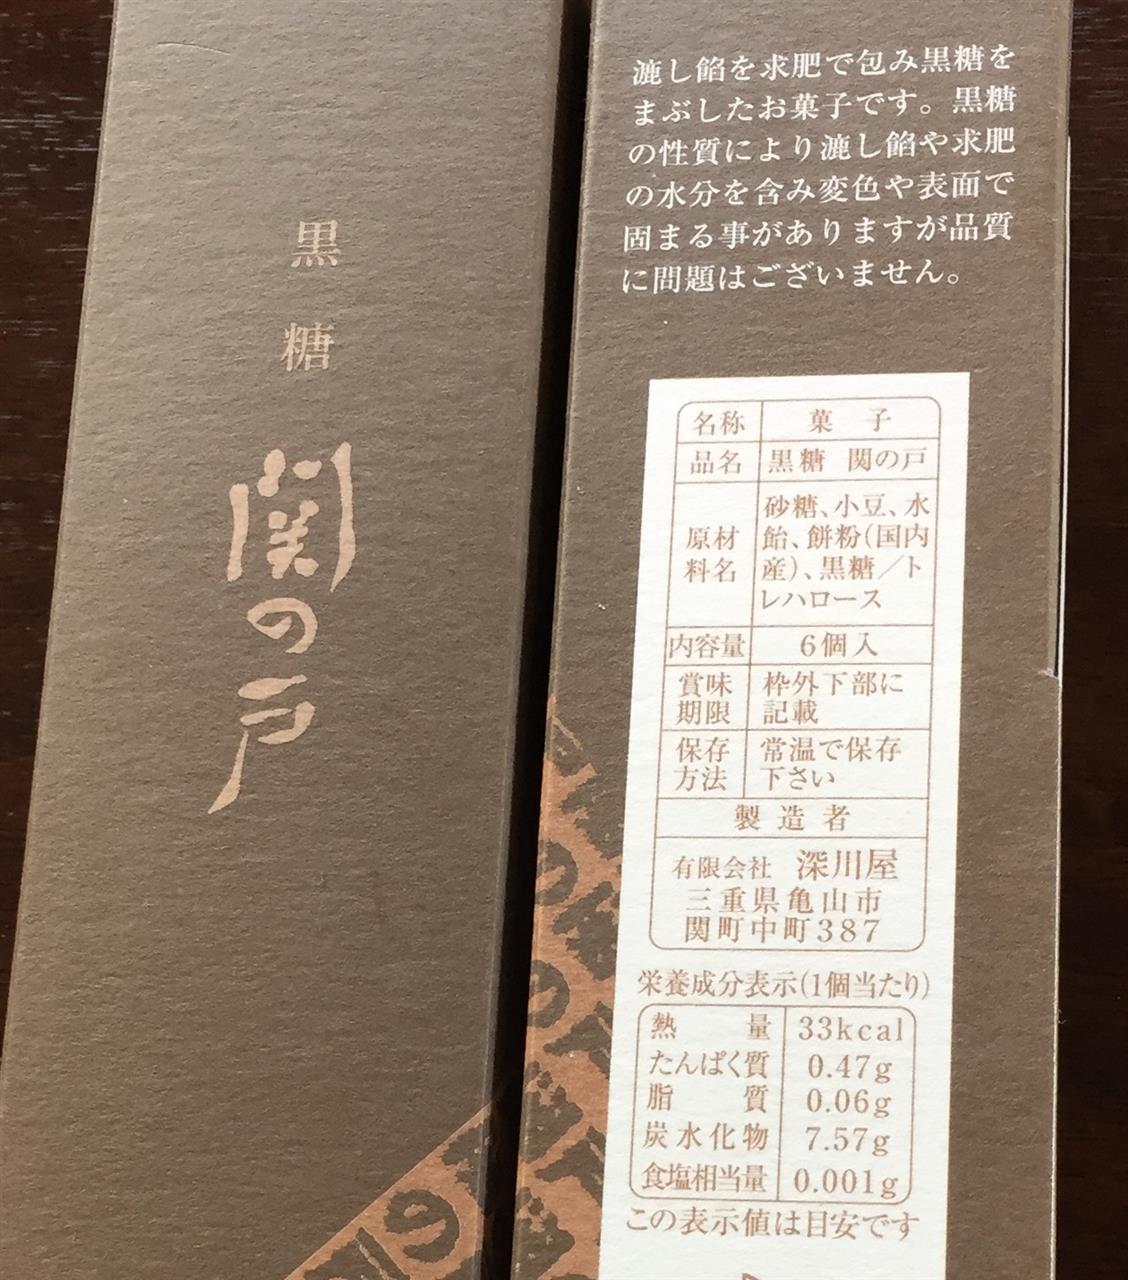 黒糖
関の戸
漉し餡を求肥で包み黒糖を
まぶしたお菓子です。黒糖
の性質により漉し餡や求肥
の水分を含み変色や表面で
固まる事がありますが品質
に問題はございません。
名称 菓子
品名 黒糖 関の戸
原材料名 砂糖、小豆、水
飴、餅粉(国内
産)、黒糖/ト
レハロース
内容量 6個入
賞味期限 枠外下部に
記載
保存方法 常温で保存
下さい
製造者
有限会社 深川屋
三重県亀山市
関町中町387
栄養成分表示(1個当たり)
熱量 33kcal
たんぱく質 0.47g
脂質 0.06g
炭水化物 7.57g
食塩相当量 0.001g
この表示値は目安です